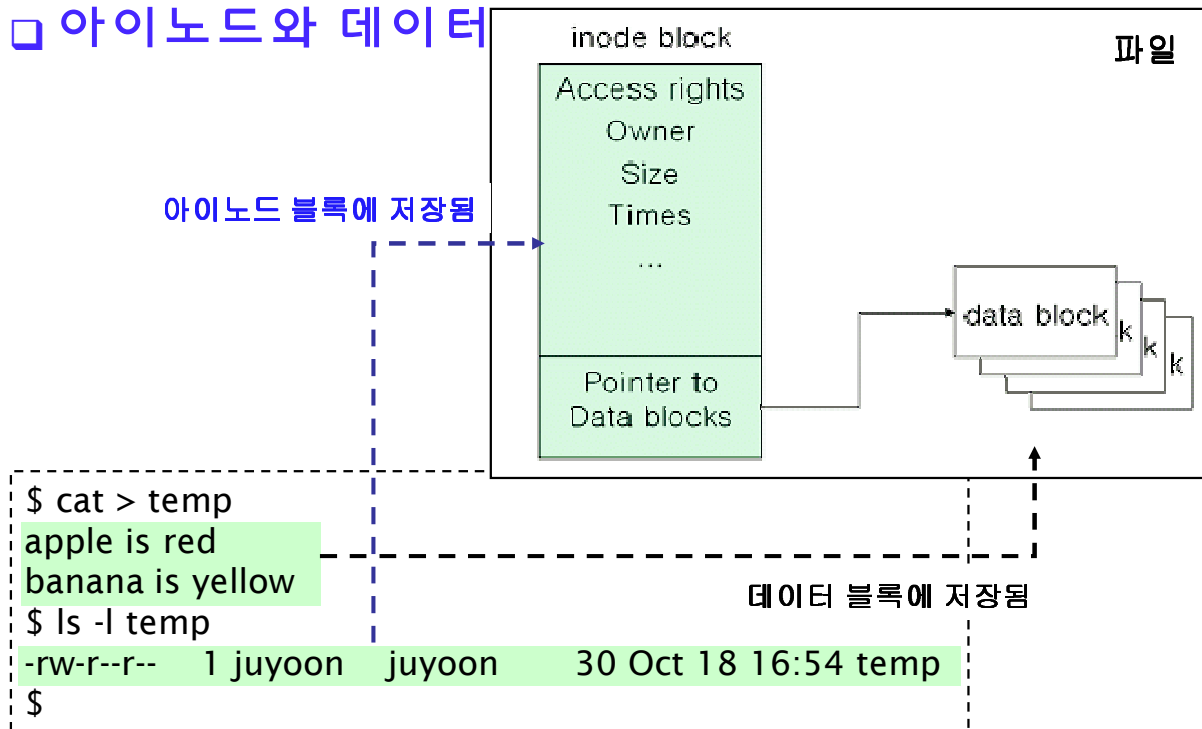 ❑ 아이노드와 데이터
inode block
파일
Access rights
Owner
Size
Times
...
Pointer to
Data blocks
아이노드 블록에 저장됨
data block
k
k
k
$ cat > temp
apple is red
banana is yellow
데이터 블록에 저장됨
$ ls -l temp
-rw-r--r-- 1 juyoon juyoon 30 Oct 18 16:54 temp
$